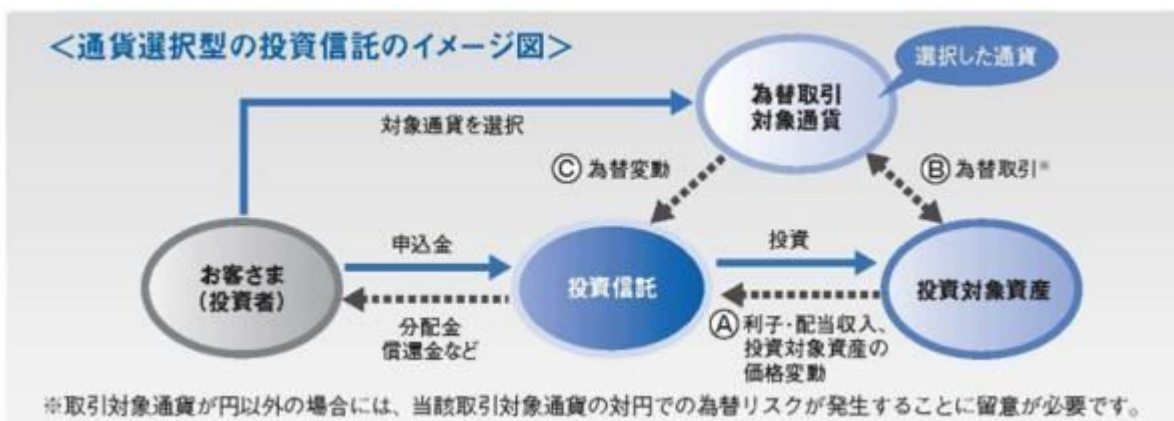 <通貨選択型の投資信託のイメージ図>
選択した通貨
為替取引
対象通貨
対象通貨を選択
Ⓒ 為替変動
Ⓑ 為替取引※
お客さま
(投資者)
申込金
投資信託
投資
投資対象資産
分配金
償還金など
Ⓐ 利子・配当収入、
投資対象資産の
価格変動
※取引対象通貨が円以外の場合には、当該取引対象通貨の対円での為替リスクが発生することに留意が必要です。